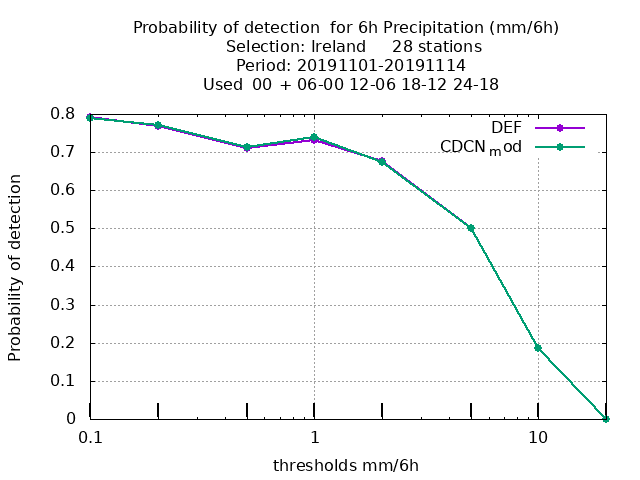 Probability of detection  for 6h Precipitation (mm/6h)
Selection: Ireland     28 stations
Period: 20191101-20191114
Used  00  + 06-00 12-06 18-12 24-18
DEF
CDCNmod
0.8
0.7
0.6
0.5
0.4
0.3
0.2
0.1
0
Probability of detection
0.1
1
10
thresholds mm/6h